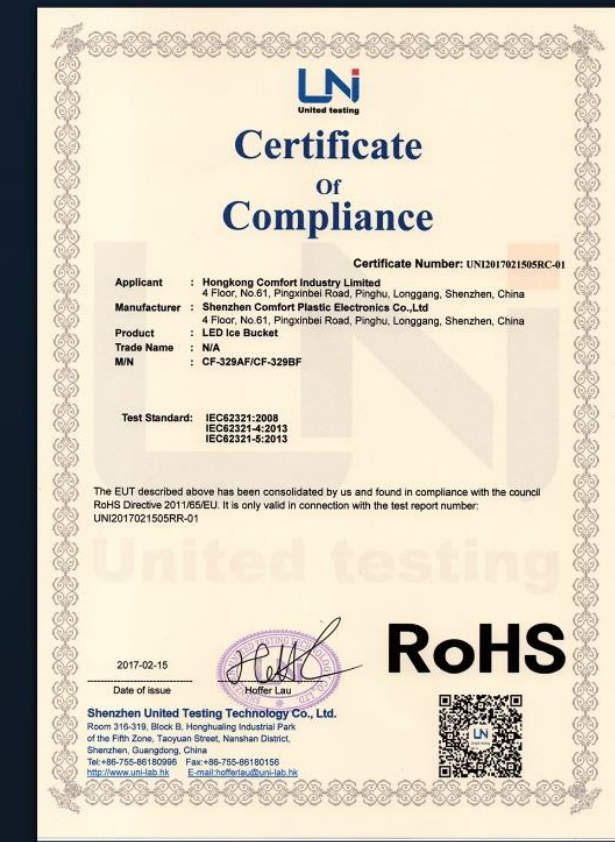 UNi
United testing
Certificate
Of
Compliance
Certificate Number: UNI2017021505RC-01
Applicant : Hongkong Comfort Industry Limited
4 Floor, No.61, Pingxinbei Road, Pinghu, Longgang, Shenzhen, China
Manufacturer : Shenzhen Comfort Plastic Electronics Co.,Ltd
4 Floor, No.61, Pingxinbei Road, Pinghu, Longgang, Shenzhen, China
Product : LED Ice Bucket
Trade Name : N/A
M/N : CF-329AF/CF-329BF
Test Standard: IEC62321:2008
IEC62321-4:2013
IEC62321-5:2013
The EUT described above has been consolidated by us and found in compliance with the council
RoHS Directive 2011/65/EU. It is only valid in connection with the test report number:
UNI2017021505RR-01
United testing
RoHS
2017-02-15
Date of issue
Hoffer Lau
Shenzhen United Testing Technology Co., Ltd.
Room 316-319, Block B, Honghualing Industrial Park
of the Fifth Zone, Taoyuan Street, Nanshan District,
Shenzhen, Guangdong, China
Tel:+86-755-86180996 Fax:+86-755-86180156
http://www.uni-lab.hk E-mail:hofferlau@uni-lab.hk